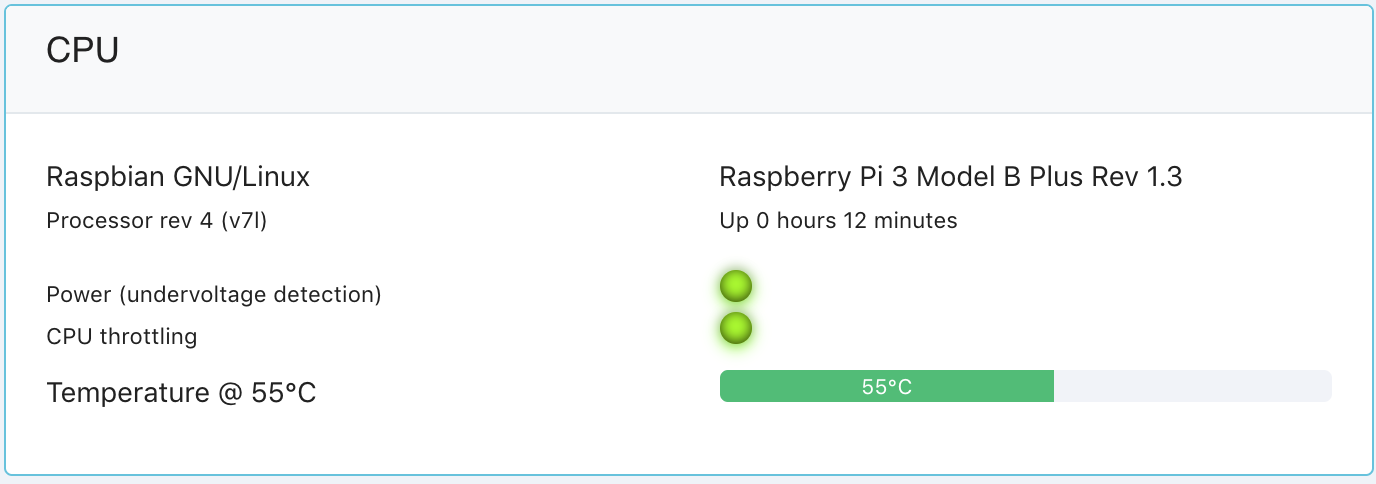 CPU
Raspbian GNU/Linux
Raspberry Pi 3 Model B Plus Rev 1.3
Processor rev 4 (v7l)
Up 0 hours 12 minutes
Power (undervoltage detection)
CPU throttling
Temperature @ 55°C
55°C